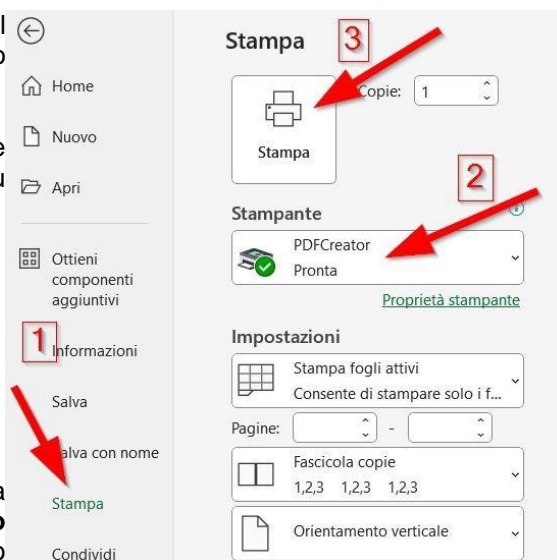 Home
Nuovo
Apri
Ottieni
componenti
aggiuntivi
1
Informazioni
Salva
alva con nome
Stampa
Condividi
Stampa
3
Copie: 1
Stampa
2
Stampante
PDFCreator
Pronta
Proprietà stampante
Impostazioni
Stampa fogli attivi
Consente di stampare solo i f...
Pagine: -
Fascicola copie
1,2,3 1,2,3 1,2,3
Orientamento verticale